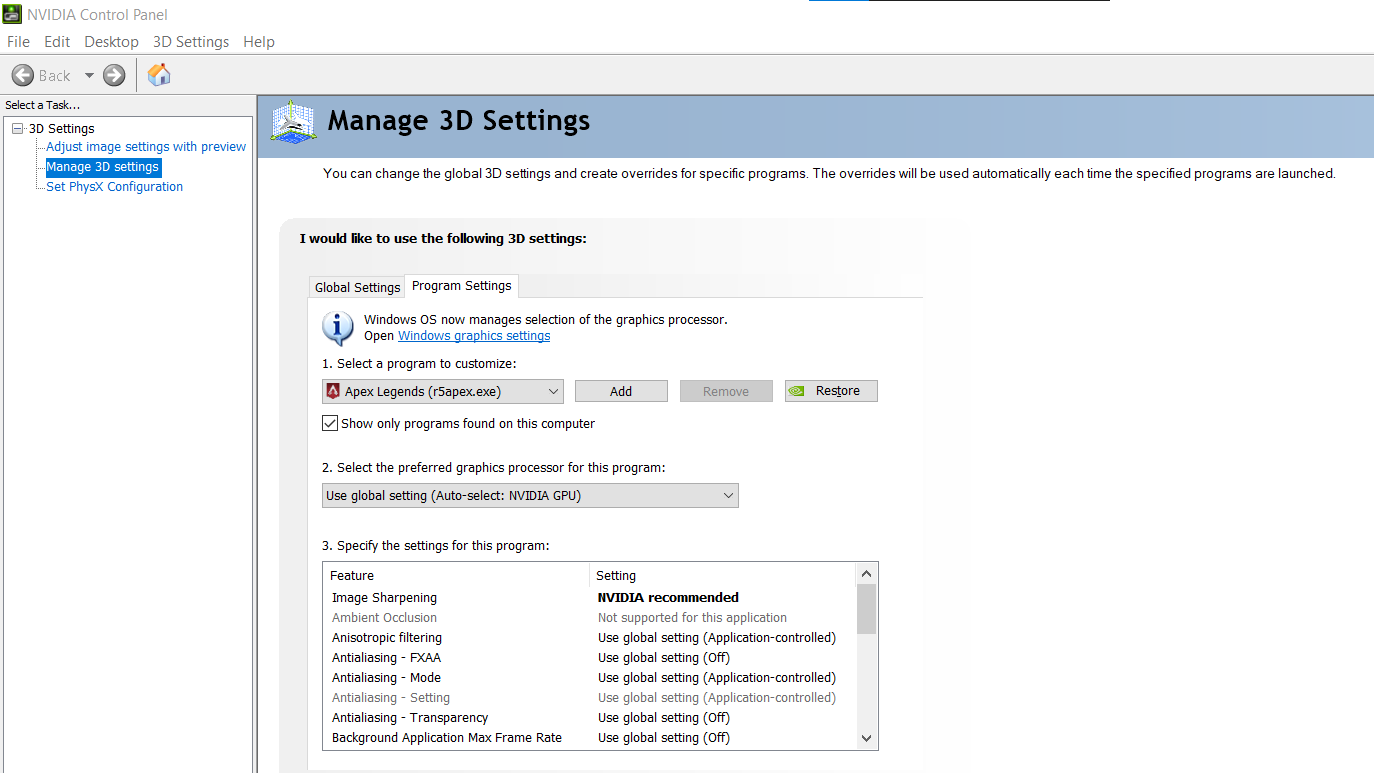 NVIDIA Control Panel
File Edit Desktop 3D Settings Help
Back
Select a Task...
3D Settings
Adjust image settings with preview
Manage 3D settings
Set PhysX Configuration
Manage 3D Settings
You can change the global 3D settings and create overrides for specific programs. The overrides will be used automatically each time the specified programs are launched.
I would like to use the following 3D settings:
Global Settings Program Settings
Windows OS now manages selection of the graphics processor.
Open Windows graphics settings
1. Select a program to customize:
Apex Legends (r5apex.exe) Add Remove Restore
Show only programs found on this computer
2. Select the preferred graphics processor for this program:
Use global setting (Auto-select: NVIDIA GPU)
3. Specify the settings for this program:
Feature Setting
Image Sharpening NVIDIA recommended
Ambient Occlusion Not supported for this application
Anisotropic filtering Use global setting (Application-controlled)
Antialiasing - FXAA Use global setting (Off)
Antialiasing - Mode Use global setting (Application-controlled)
Antialiasing - Setting Use global setting (Application-controlled)
Antialiasing - Transparency Use global setting (Off)
Background Application Max Frame Rate Use global setting (Off)